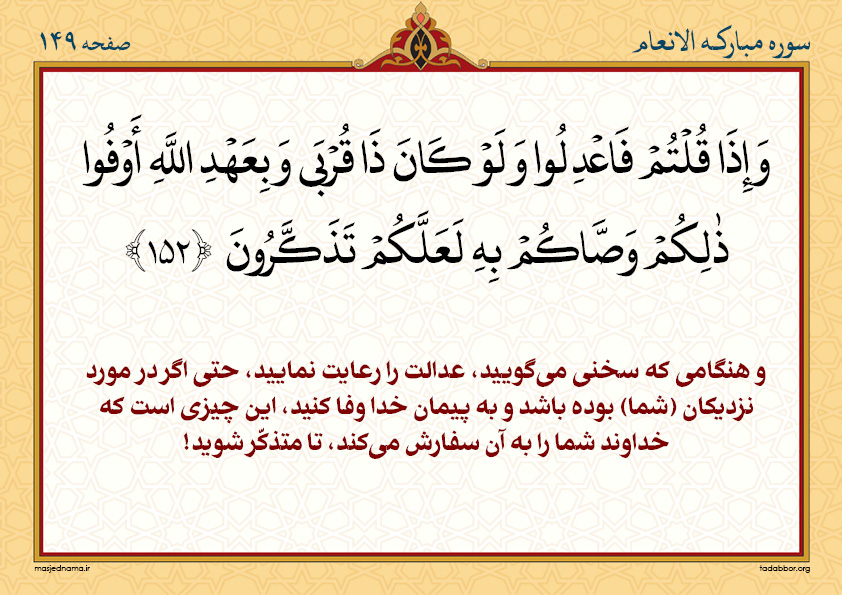 سوره مبارکه الانعام
صفحه ۱۴۹
وَإِذَا قُلْتُمْ فَاعْدِلُوا وَلَوْ كَانَ ذَا قُرْبَى وَبِعَهْدِ اللَّهِ أَوْفُوا
ذَٰلِكُمْ وَصَّاكُمْ بِهِ لَعَلَّكُمْ تَذَكَّرُونَ ﴿۱۵۲﴾
و هنگامی که سخنی می‌گویید، عدالت را رعایت نمایید، حتی اگر در مورد
نزدیکان (شما) بوده باشد و به پیمان خدا وفا کنید، این چیزی است که
خداوند شما را به آن سفارش می‌کند، تا متذکّر شوید!
masjednama.ir
tadabbor.org